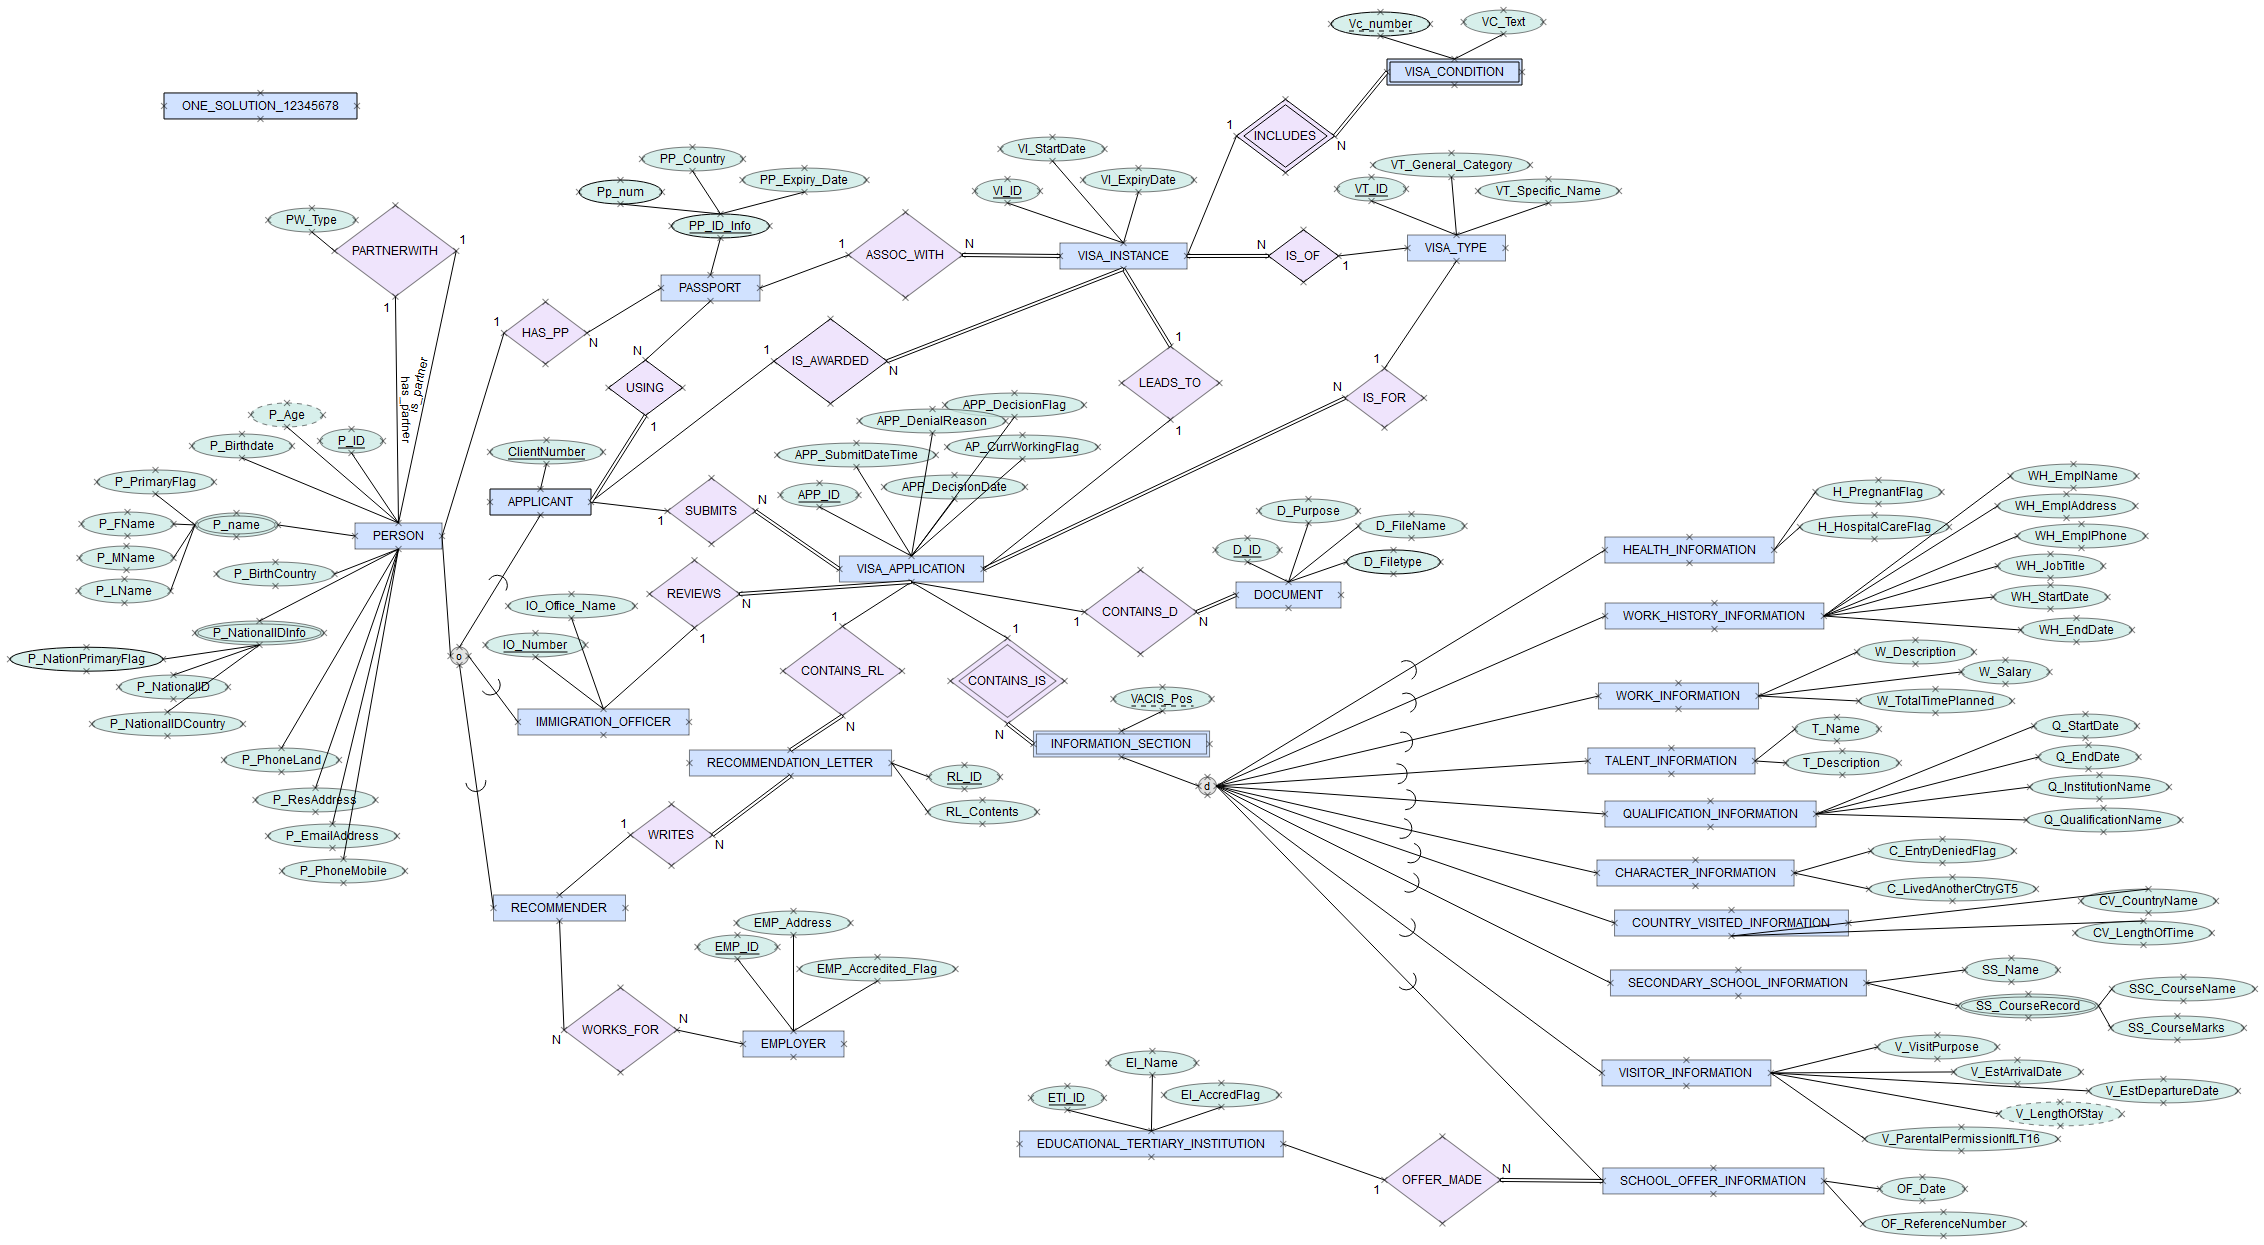 Vc_number
VC_Text
VISA_CONDITION
ONE_SOLUTION_12345678
1
INCLUDES
N
VI_StartDate
PP_Country
VT_General_Category
PP_Expiry_Date
VI_ExpiryDate
Pp_num
VI_ID
VT_ID
VT_Specific_Name
PW_Type
PP_ID_Info
PARTNERWITH
1
1
ASSOC_WITH
N
VISA_INSTANCE
N
IS_OF
1
VISA_TYPE
PASSPORT
1
1
HAS_PP
N
N
USING
1
1
IS_AWARDED
N
1
LEADS_TO
1
1
N
IS_FOR
has_partner
is_partner
P_Age
P_ID
P_Birthdate
APP_DecisionFlag
APP_DenialReason
AP_CurrWorkingFlag
APP_SubmitDateTime
APP_DecisionDate
APP_ID
ClientNumber
APPLICANT
1
SUBMITS
N
P_PrimaryFlag
P_FName
P_name
P_MName
P_LName
PERSON
P_BirthCountry
VISA_APPLICATION
D_Purpose
D_FileName
D_ID
D_Filetype
DOCUMENT
REVIEWS
N
1
CONTAINS_D
1
N
IO_Office_Name
IO_Number
IMMIGRATION_OFFICER
o
P_NationalIDInfo
P_NationPrimaryFlag
P_NationalID
P_NationalIDCountry
P_PhoneLand
P_ResAddress
P_EmailAddress
P_PhoneMobile
1
CONTAINS_RL
N
1
CONTAINS_IS
N
VACIS_Pos
INFORMATION_SECTION
d
RECOMMENDATION_LETTER
RL_ID
RL_Contents
1
WRITES
N
RECOMMENDER
EMP_Address
EMP_ID
EMP_Accredited_Flag
N
WORKS_FOR
N
EMPLOYER
EI_Name
ETI_ID
EI_AccredFlag
EDUCATIONAL_TERTIARY_INSTITUTION
1
OFFER_MADE
N
HEALTH_INFORMATION
H_PregnantFlag
H_HospitalCareFlag
WORK_HISTORY_INFORMATION
WH_EmplName
WH_EmplAddress
WH_EmplPhone
WH_JobTitle
WH_StartDate
WH_EndDate
WORK_INFORMATION
W_Description
W_Salary
W_TotalTimePlanned
TALENT_INFORMATION
T_Name
T_Description
QUALIFICATION_INFORMATION
Q_StartDate
Q_EndDate
Q_InstitutionName
Q_QualificationName
CHARACTER_INFORMATION
C_EntryDeniedFlag
C_LivedAnotherCtryGT5
COUNTRY_VISITED_INFORMATION
CV_CountryName
CV_LengthOfTime
SECONDARY_SCHOOL_INFORMATION
SS_Name
SS_CourseRecord
SSC_CourseName
SS_CourseMarks
VISITOR_INFORMATION
V_VisitPurpose
V_EstArrivalDate
V_EstDepartureDate
V_LengthOfStay
V_ParentalPermissionIfLT16
SCHOOL_OFFER_INFORMATION
OF_Date
OF_ReferenceNumber